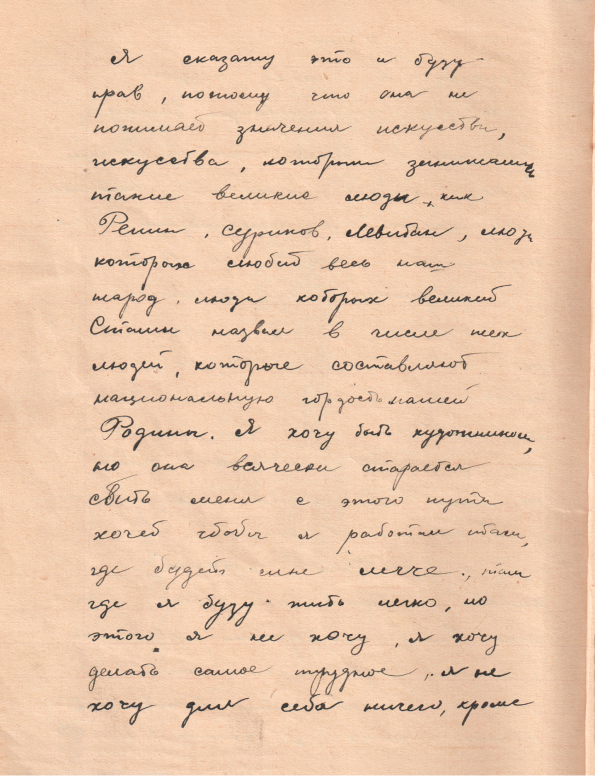 Я скажу это и буду
прав, потому что она не
понимает значения искусства,
искусства, которым занимались
такие великие люди, как
Репин, Суриков, Левитан, люди
которых любит весь наш
народ, люди которых великий
Сталин назвал в числе тех
людей, которые составляют
национальную гордость нашей
Родины. Я хочу быть художником,
но она всячески старается
сбить меня с этого пути
хочет чтобы я работал там,
где будет мне легче, там
где я буду жить легко, но
этого я не хочу, я хочу
делать самое трудное, я не
хочу для себя ничего, кроме